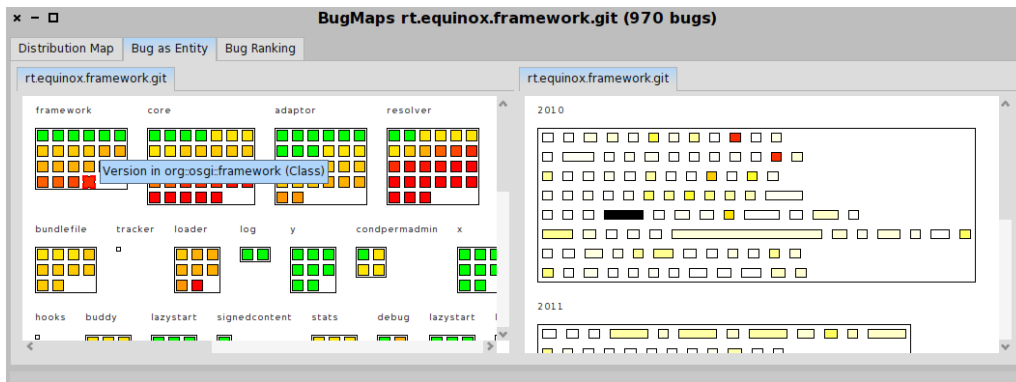 × – □ BugMaps rt.equinox.framework.git (970 bugs)
Distribution Map Bug as Entity Bug Ranking
rt.equinox.framework.git
framework core adaptor resolver
Version in org::osgi::framework (Class)
bundlefile tracker loader log y condpermadmin x
hooks buddy lazystart signedcontent stats debug lazystart
rt.equinox.framework.git
2010
2011